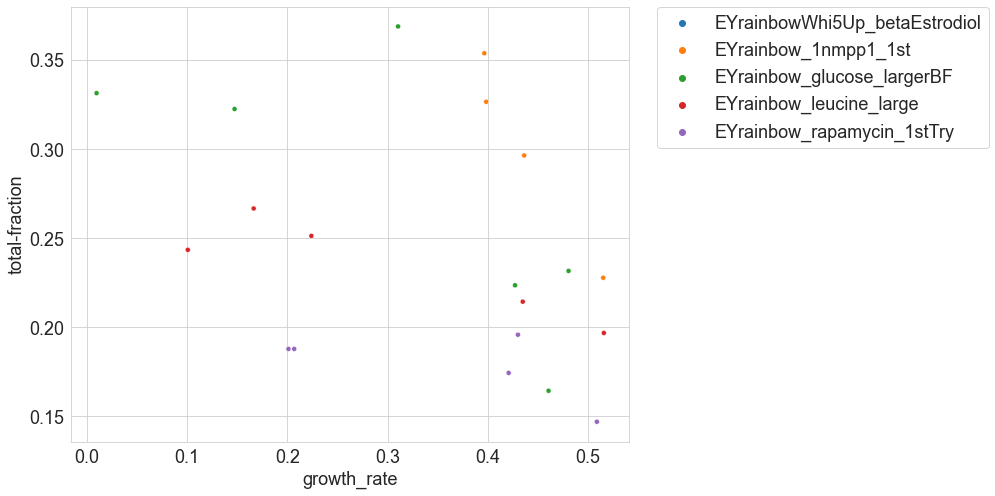 EYrainbowWhi5Up_betaEstradiol
EYrainbow_1nmpp1_1st
EYrainbow_glucose_largerBF
EYrainbow_leucine_large
EYrainbow_rapamycin_1stTry
total-fraction
0.35
0.30
0.25
0.20
0.15
0.0 0.1 0.2 0.3 0.4 0.5
growth_rate